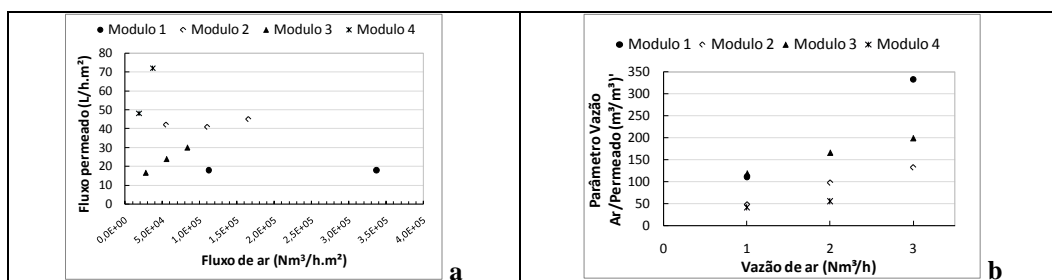 ● Modulo 1 ◇ Modulo 2 ▲ Modulo 3 ✶ Modulo 4
Fluxo permeado (L/h.m²)
80
70
60
50
40
30
20
10
0
0,0E+00 5,0E+04 1,0E+05 1,5E+05 2,0E+05 2,5E+05 3,0E+05 3,5E+05 4,0E+05
Fluxo de ar (Nm³/h.m²)
a
● Modulo 1 ◇ Modulo 2 ▲ Modulo 3 ✶ Modulo 4
Parâmetro Vazão
Ar/Permeado (m³/m³)'
350
300
250
200
150
100
50
0
0 1 2 3
Vazão de ar (Nm³/h)
b